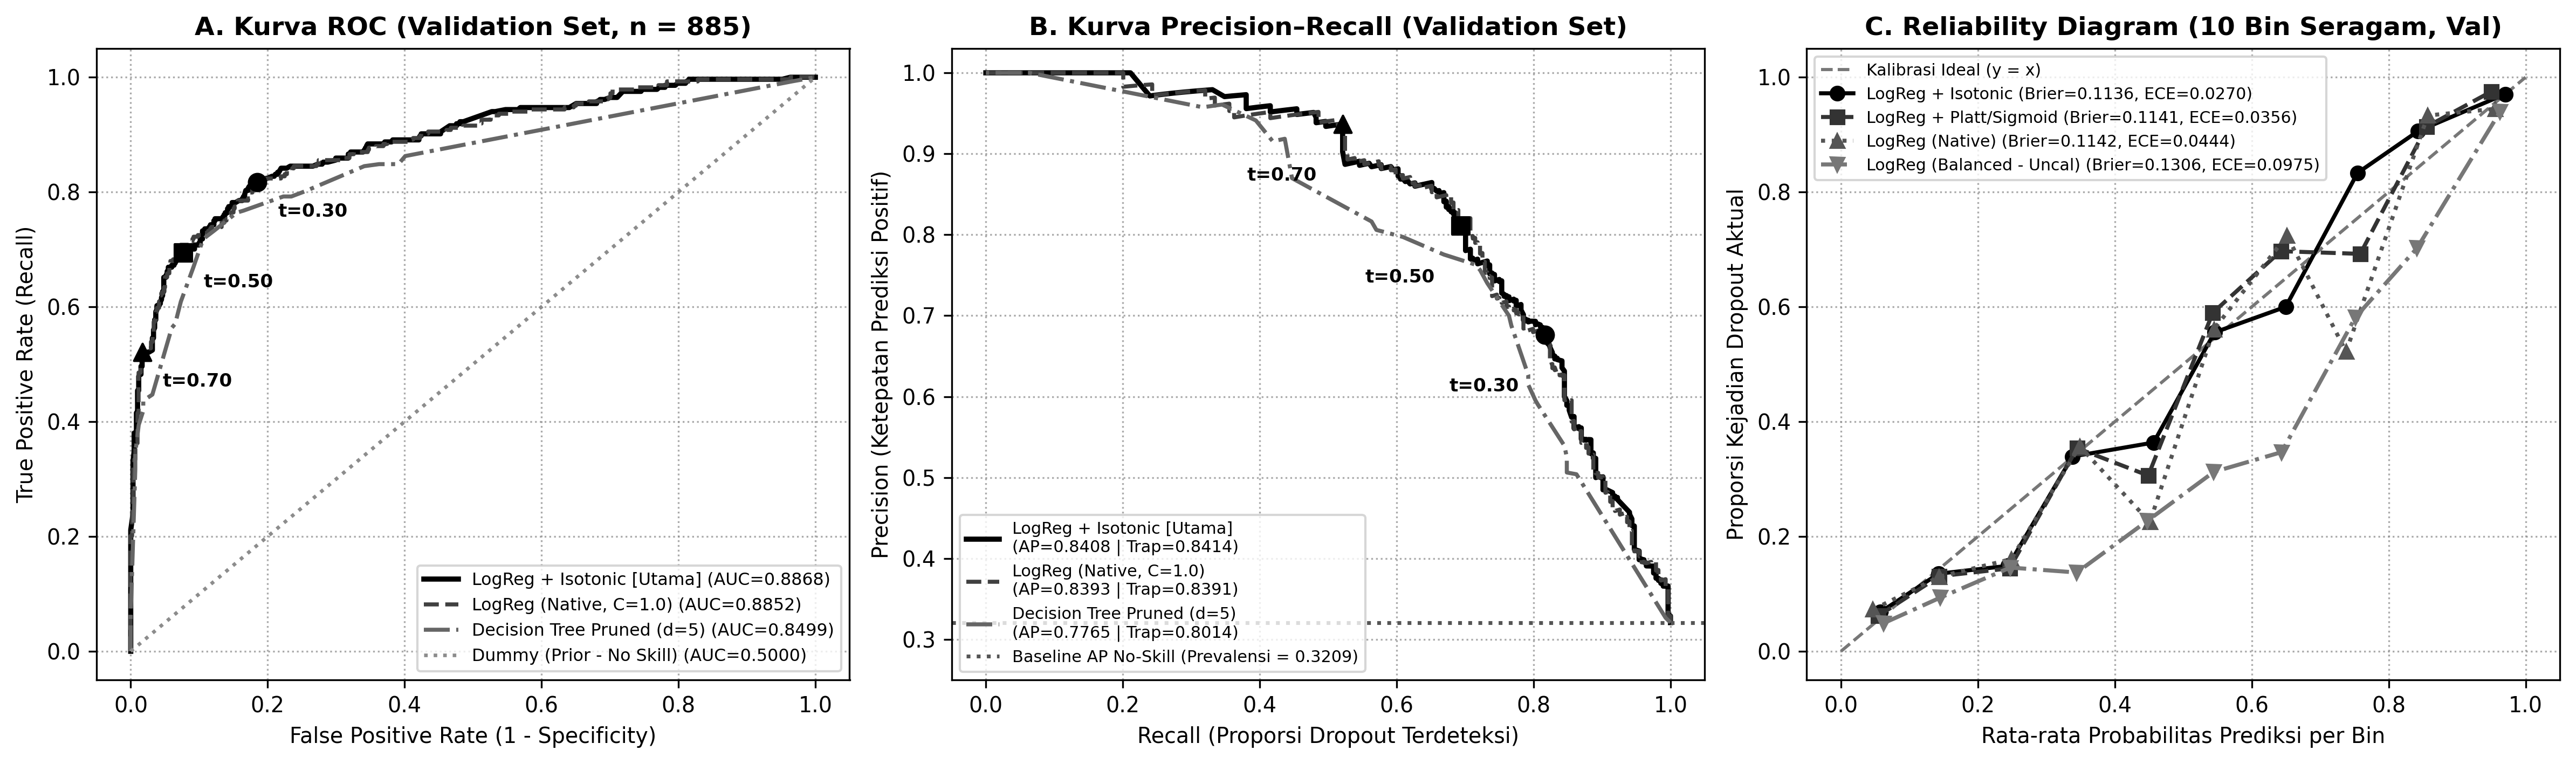 A. Kurva ROC (Validation Set, n = 885)
True Positive Rate (Recall)
1.0
0.8
0.6
0.4
0.2
0.0
t=0.30
t=0.50
t=0.70
LogReg + Isotonic [Utama] (AUC=0.8868)
LogReg (Native, C=1.0) (AUC=0.8852)
Decision Tree Pruned (d=5) (AUC=0.8499)
Dummy (Prior - No Skill) (AUC=0.5000)
0.0 0.2 0.4 0.6 0.8 1.0
False Positive Rate (1 - Specificity)
B. Kurva Precision–Recall (Validation Set)
Precision (Ketepatan Prediksi Positif)
1.0
0.9
0.8
0.7
0.6
0.5
0.4
0.3
t=0.70
t=0.50
t=0.30
LogReg + Isotonic [Utama]
(AP=0.8408 | Trap=0.8414)
LogReg (Native, C=1.0)
(AP=0.8393 | Trap=0.8391)
Decision Tree Pruned (d=5)
(AP=0.7765 | Trap=0.8014)
Baseline AP No-Skill (Prevalensi = 0.3209)
0.0 0.2 0.4 0.6 0.8 1.0
Recall (Proporsi Dropout Terdeteksi)
C. Reliability Diagram (10 Bin Seragam, Val)
Proporsi Kejadian Dropout Aktual
1.0
0.8
0.6
0.4
0.2
0.0
Kalibrasi Ideal (y = x)
LogReg + Isotonic (Brier=0.1136, ECE=0.0270)
LogReg + Platt/Sigmoid (Brier=0.1141, ECE=0.0356)
LogReg (Native) (Brier=0.1142, ECE=0.0444)
LogReg (Balanced - Uncal) (Brier=0.1306, ECE=0.0975)
0.0 0.2 0.4 0.6 0.8 1.0
Rata-rata Probabilitas Prediksi per Bin